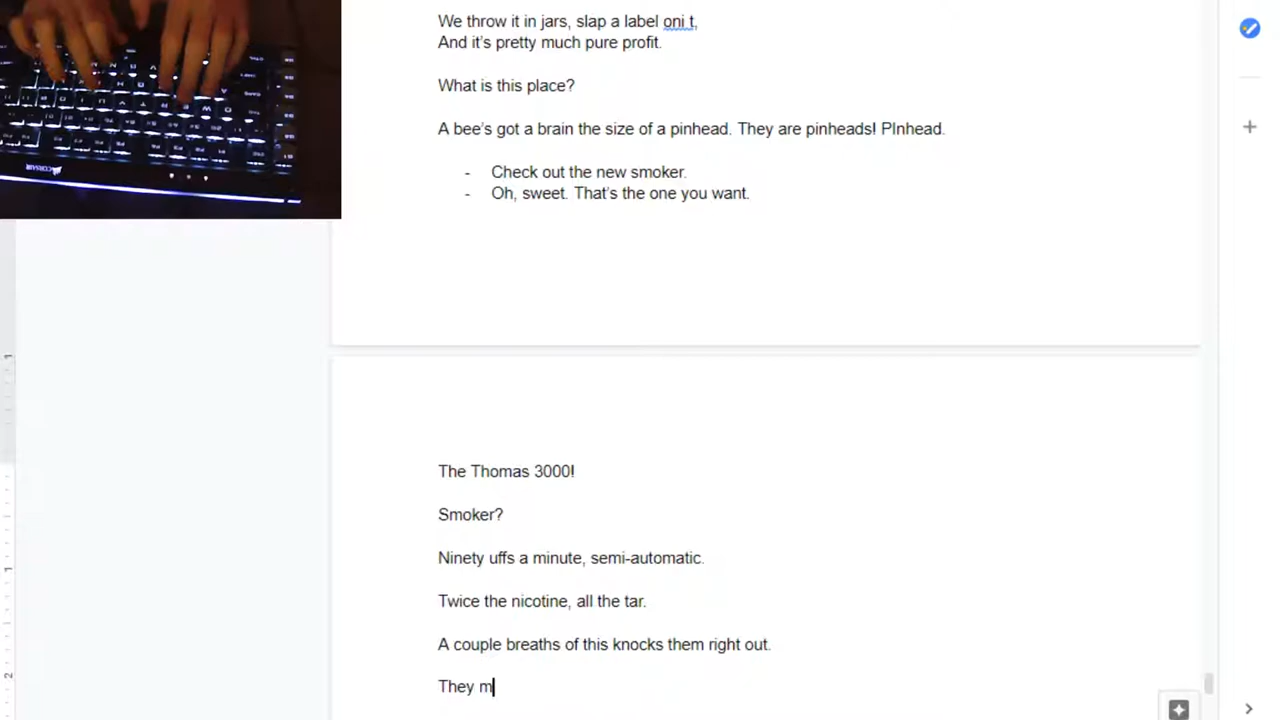 We throw it in jars, slap a label oni t,
And it's pretty much pure profit.
What is this place?
A bee's got a brain the size of a pinhead. They are pinheads! PInhead.
- Check out the new smoker.
- Oh, sweet. That's the one you want.
The Thomas 3000!
Smoker?
Ninety uffs a minute, semi-automatic.
Twice the nicotine, all the tar.
A couple breaths of this knocks them right out.
They m
CORSAIR